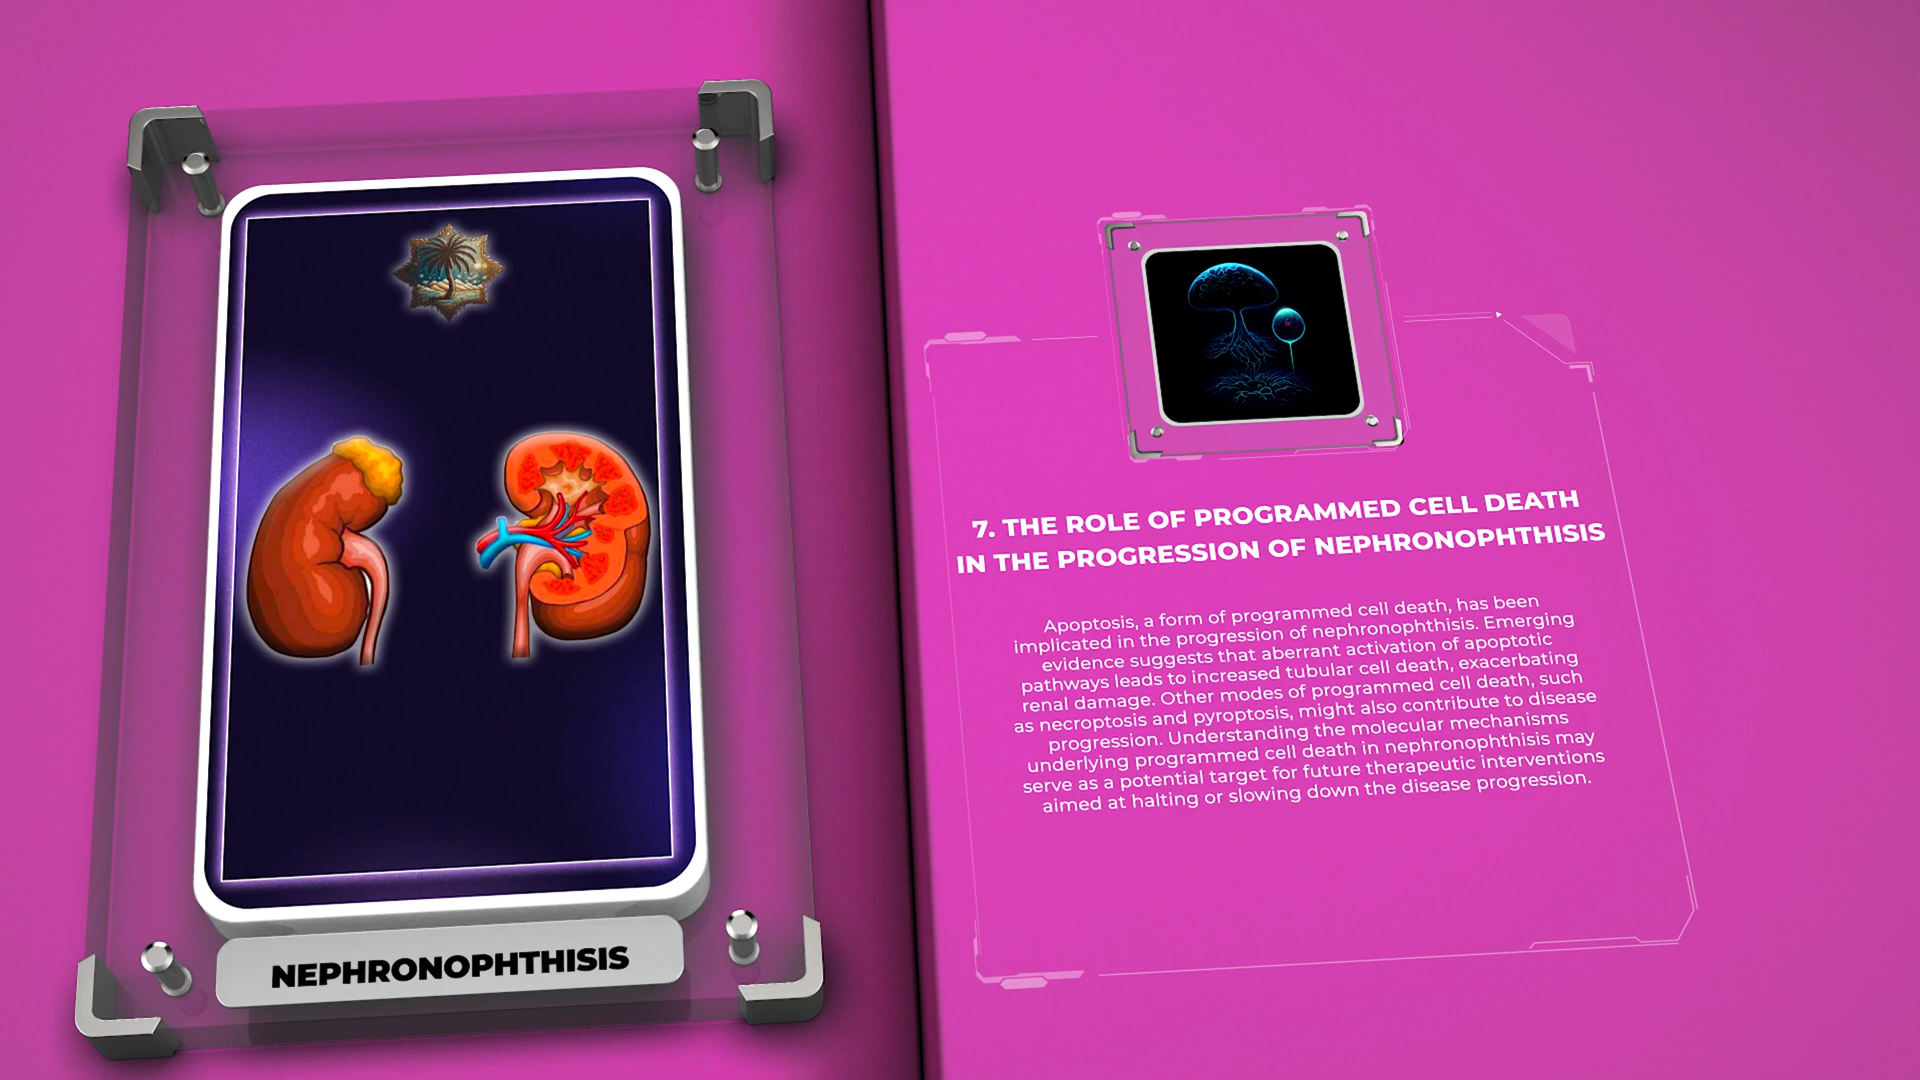 NEPHRONOPHTHISIS
7. THE ROLE OF PROGRAMMED CELL DEATH
IN THE PROGRESSION OF NEPHRONOPHTHISIS
Apoptosis, a form of programmed cell death, has been
implicated in the progression of nephronophthisis. Emerging
evidence suggests that aberrant activation of apoptotic
pathways leads to increased tubular cell death, exacerbating
renal damage. Other modes of programmed cell death, such
as necroptosis and pyroptosis, might also contribute to disease
progression. Understanding the molecular mechanisms
underlying programmed cell death in nephronophthisis may
serve as a potential target for future therapeutic interventions
aimed at halting or slowing down the disease progression.